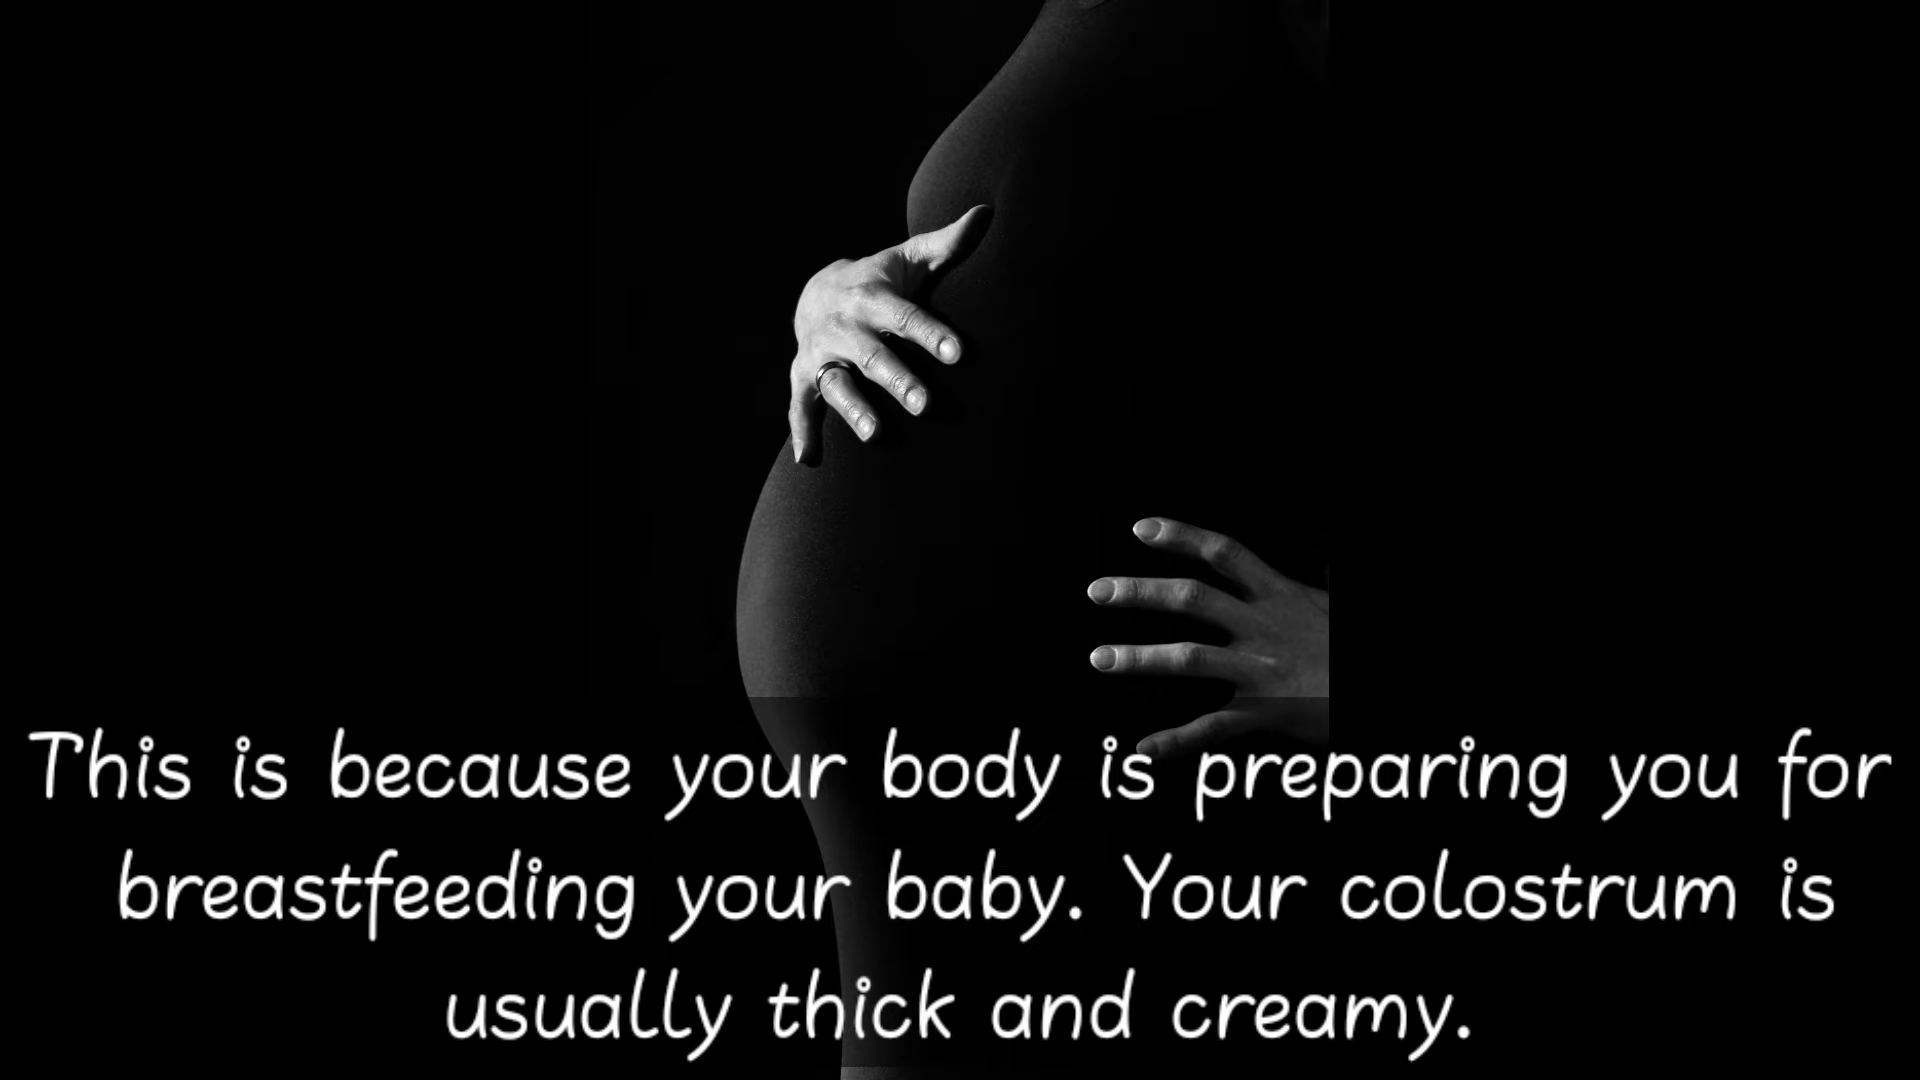 This is because your body is preparing you for
breastfeeding your baby. Your colostrum is
usually thick and creamy.